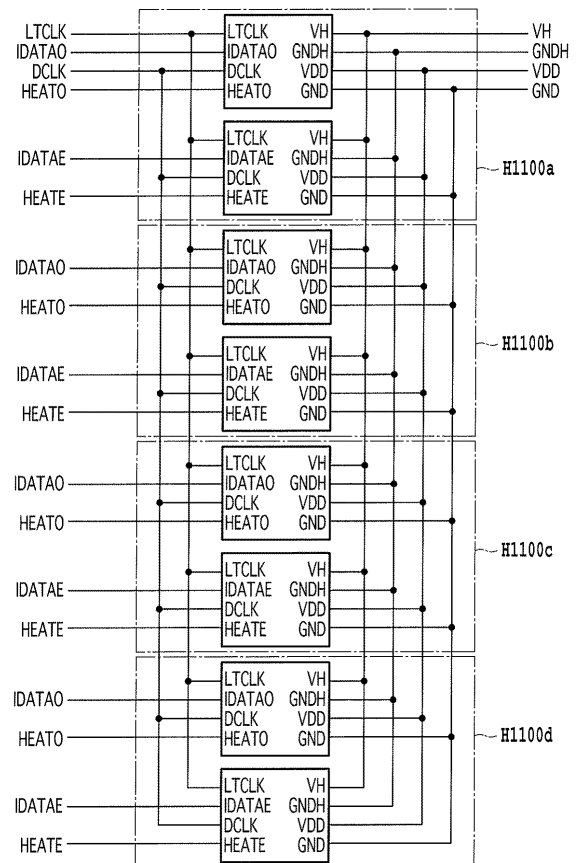 LTCLK LTCLK VH VH
IDATAO IDATAO GNDH GNDH
DCLK DCLK VDD VDD
HEATO HEATO GND GND
LTCLK VH
IDATAE IDATAE GNDH
DCLK VDD
HEATE HEATE GND
H1100a
LTCLK VH
IDATAO IDATAO GNDH
DCLK VDD
HEATO HEATO GND
H1100b
LTCLK VH
IDATAE IDATAE GNDH
DCLK VDD
HEATE HEATE GND
LTCLK VH
IDATAO IDATAO GNDH
DCLK VDD
HEATO HEATO GND
H1100c
LTCLK VH
IDATAE IDATAE GNDH
DCLK VDD
HEATE HEATE GND
LTCLK VH
IDATAO IDATAO GNDH
DCLK VDD
HEATO HEATO GND
H1100d
LTCLK VH
IDATAE IDATAE GNDH
DCLK VDD
HEATE HEATE GND